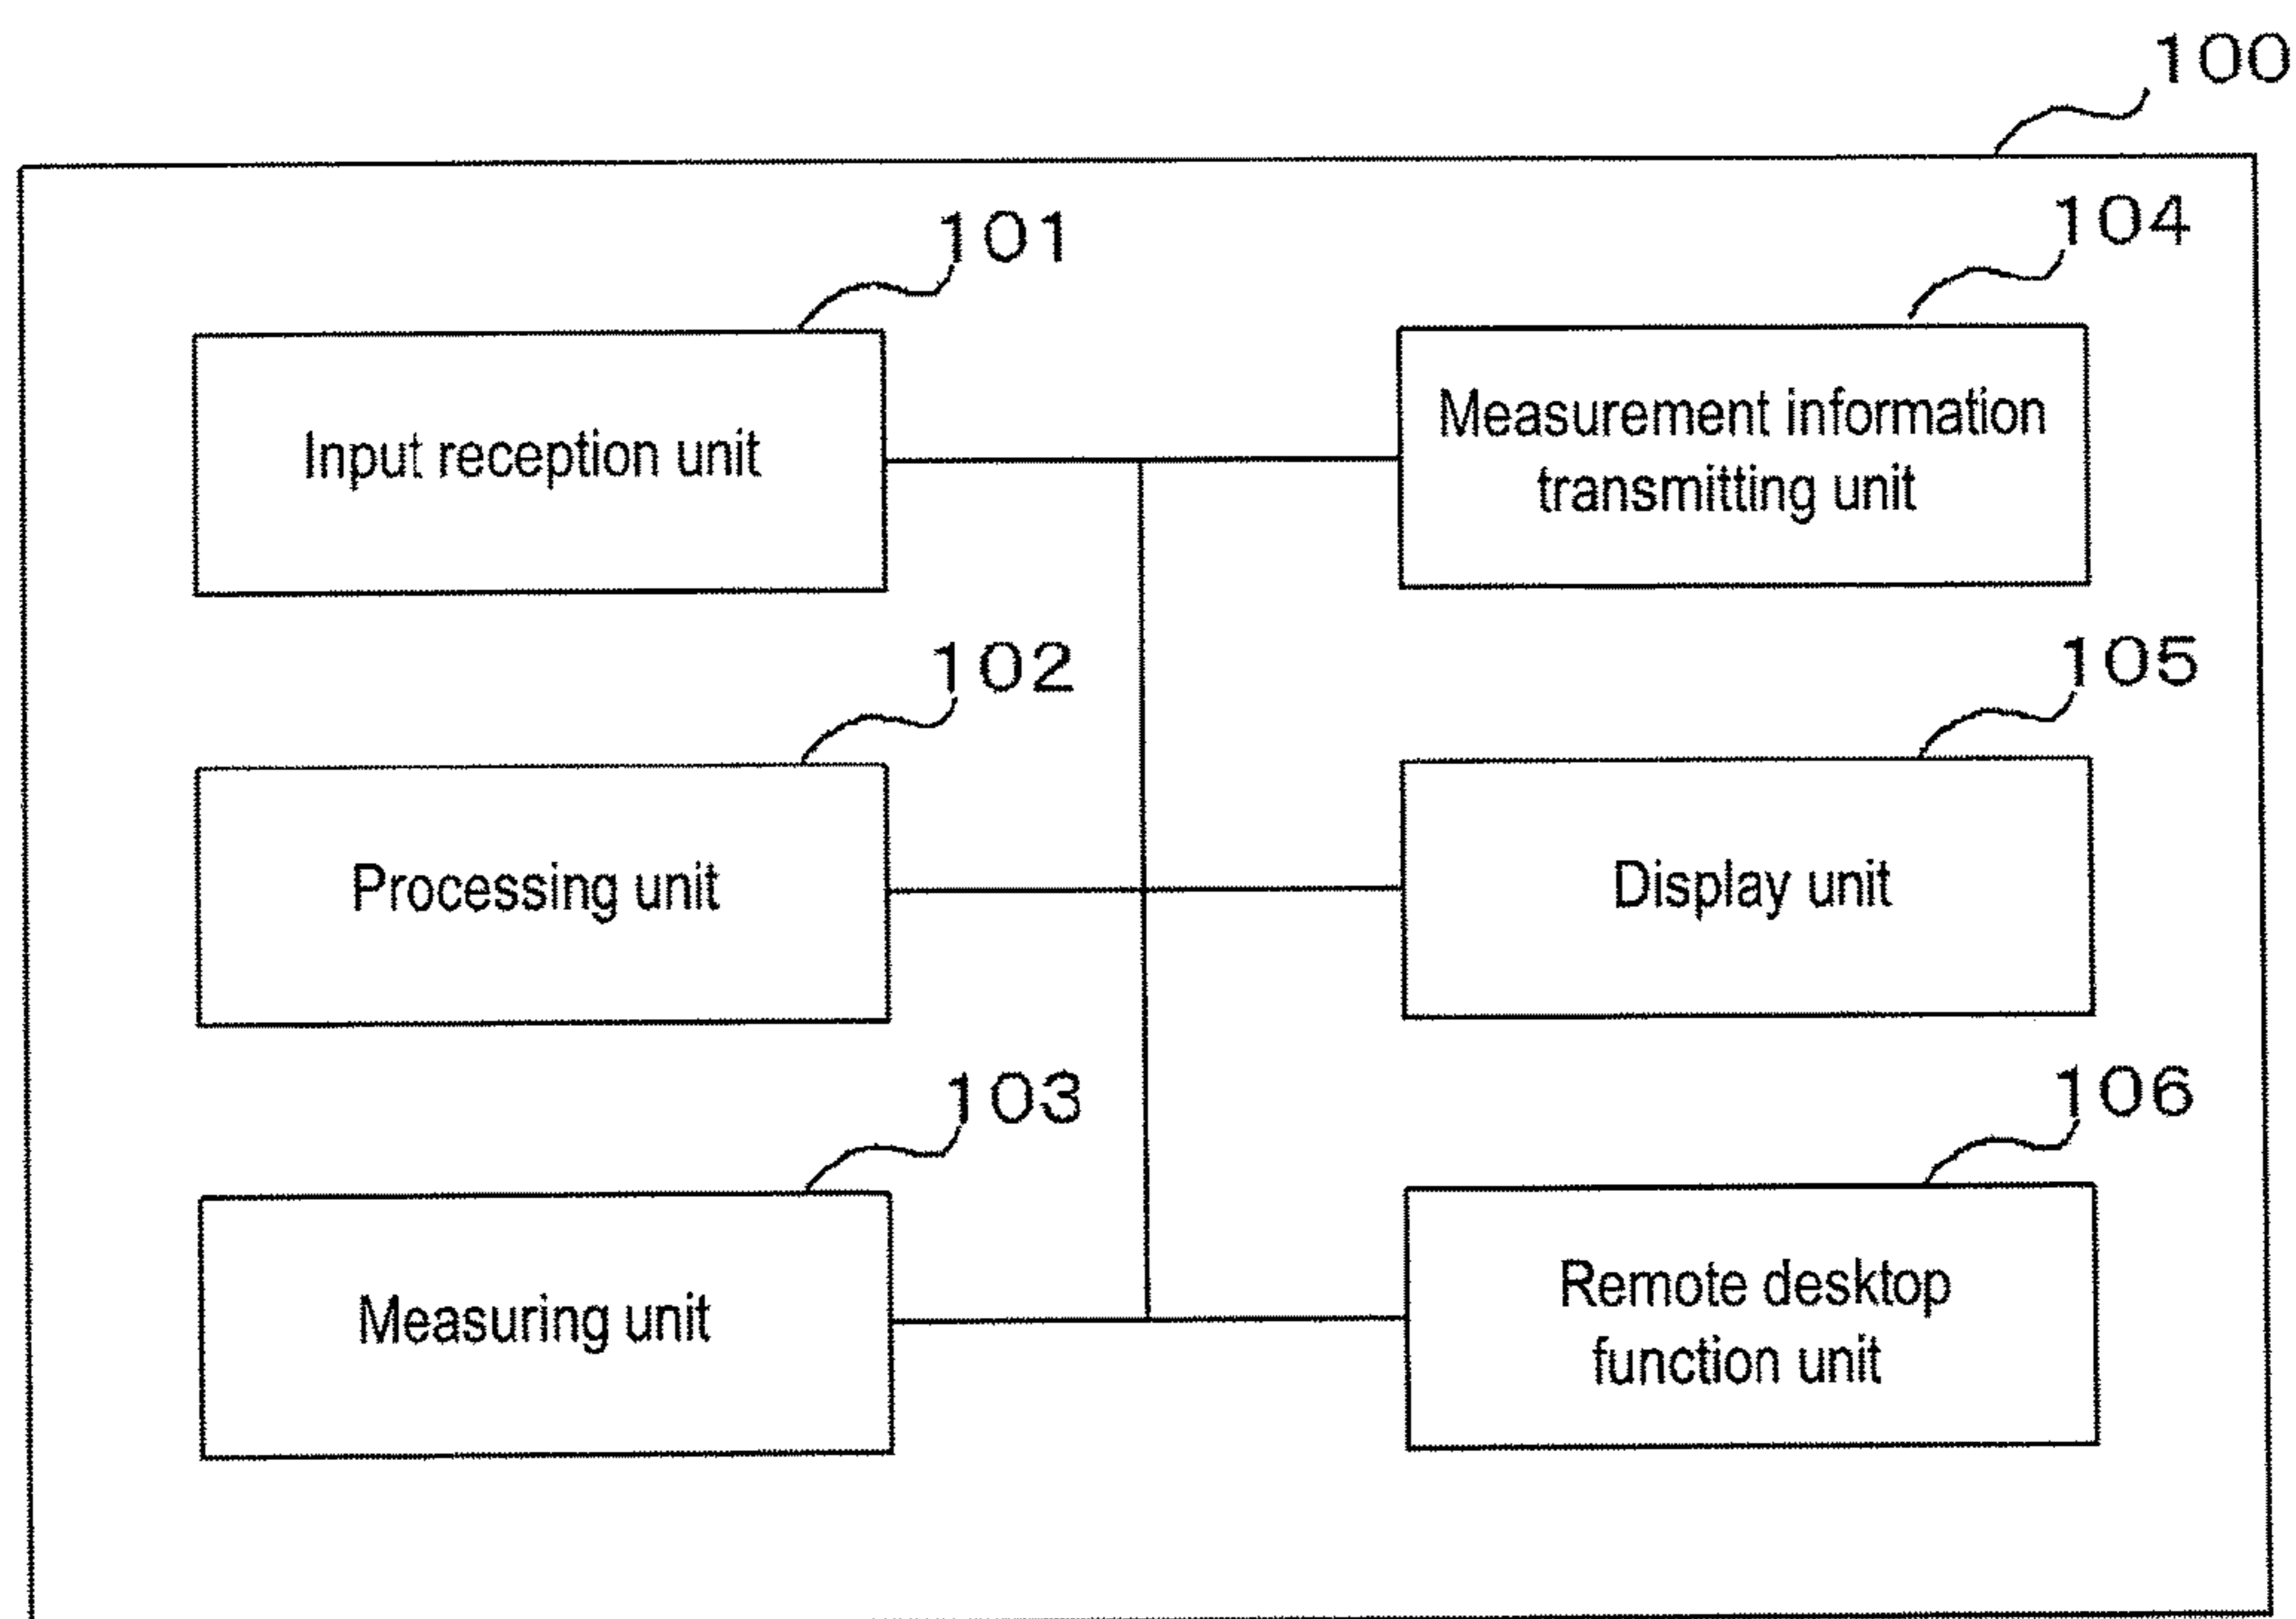 100
101
104
Input reception unit
Measurement information
transmitting unit
102
105
Processing unit
Display unit
103
106
Measuring unit
Remote desktop
function unit